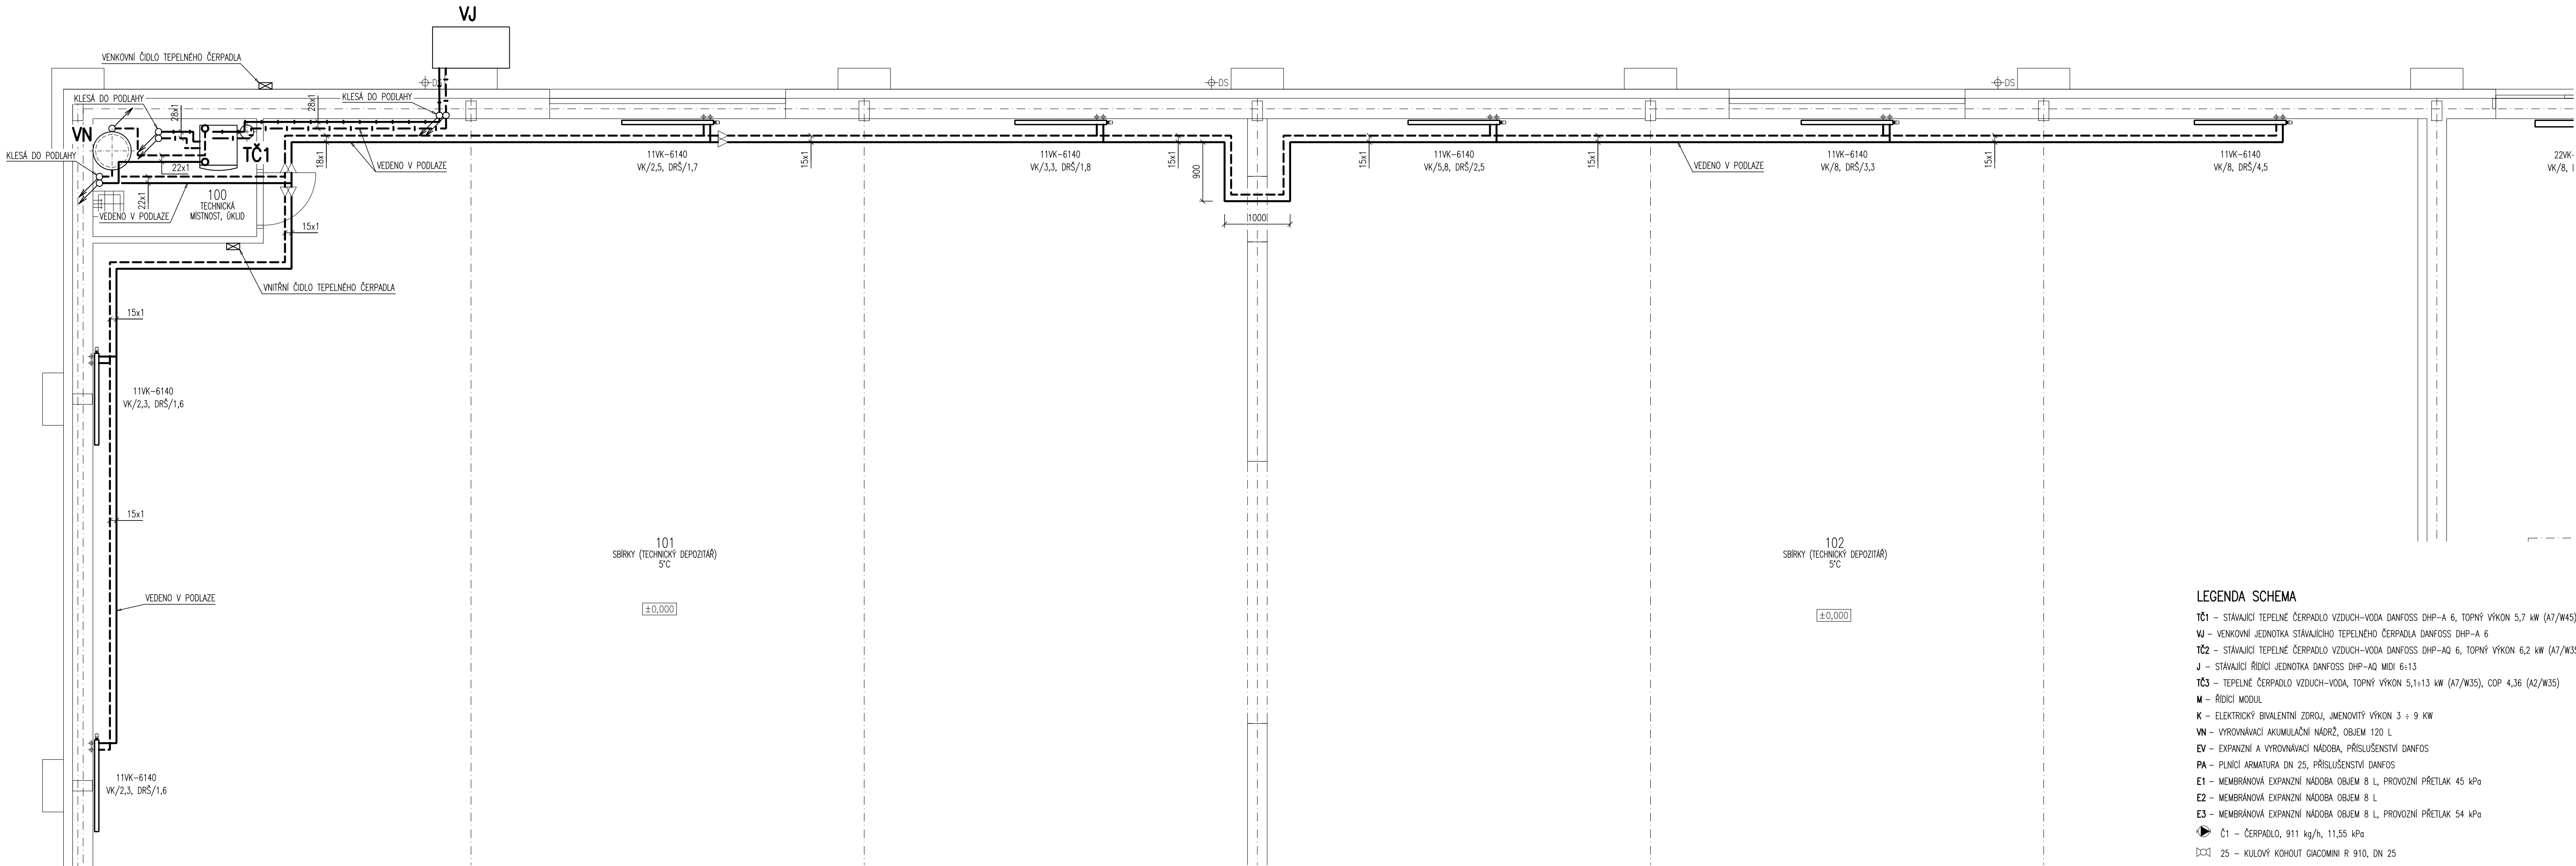 VJ
VENKOVNÍ ČIDLO TEPELNÉHO ČERPADLA
DS
DS
DS
KLESÁ DO PODLAHY
28x1
28x1
KLESÁ DO PODLAHY
VN
TČ1
KLESÁ DO PODLAHY
22x1
18x1
VEDENO V PODLAZE
22x1
100
TECHNICKÁ
MÍSTNOST, ÚKLID
VEDENO V PODLAZE
15x1
VNITŘNÍ ČIDLO TEPELNÉHO ČERPADLA
11VK-6140
VK/2,5, DRŠ/1,7
15x1
11VK-6140
VK/3,3, DRŠ/1,8
15x1
900
1000
15x1
11VK-6140
VK/5,8, DRŠ/2,5
15x1
VEDENO V PODLAZE
11VK-6140
VK/8, DRŠ/3,3
15x1
11VK-6140
VK/8, DRŠ/4,5
22VK-
VK/8,
15x1
11VK-6140
VK/2,3, DRŠ/1,6
15x1
VEDENO V PODLAZE
11VK-6140
VK/2,3, DRŠ/1,6
101
SBÍRKY (TECHNICKÝ DEPOZITÁŘ)
5°C
±0,000
102
SBÍRKY (TECHNICKÝ DEPOZITÁŘ)
5°C
±0,000
LEGENDA SCHEMA
TČ1 – STÁVAJÍCÍ TEPELNÉ ČERPADLO VZDUCH-VODA DANFOSS DHP-A 6, TOPNÝ VÝKON 5,7 kW (A7/W45)
VJ – VENKOVNÍ JEDNOTKA STÁVAJÍCÍHO TEPELNÉHO ČERPADLA DANFOSS DHP-A 6
TČ2 – STÁVAJÍCÍ TEPELNÉ ČERPADLO VZDUCH-VODA DANFOSS DHP-AQ 6, TOPNÝ VÝKON 6,2 kW (A7/W35
J – STÁVAJÍCÍ ŘÍDÍCÍ JEDNOTKA DANFOSS DHP-AQ MIDI 6÷13
TČ3 – TEPELNÉ ČERPADLO VZDUCH-VODA, TOPNÝ VÝKON 5,1÷13 kW (A7/W35), COP 4,36 (A2/W35)
M – ŘÍDÍCÍ MODUL
K – ELEKTRICKÝ BIVALENTNÍ ZDROJ, JMENOVITÝ VÝKON 3 ÷ 9 KW
VN – VYROVNÁVACÍ AKUMULAČNÍ NÁDRŽ, OBJEM 120 L
EV – EXPANZNÍ A VYROVNÁVACÍ NÁDOBA, PŘÍSLUŠENSTVÍ DANFOS
PA – PLNÍCÍ ARMATURA DN 25, PŘÍSLUŠENSTVÍ DANFOS
E1 – MEMBRÁNOVÁ EXPANZNÍ NÁDOBA OBJEM 8 L, PROVOZNÍ PŘETLAK 45 kPa
E2 – MEMBRÁNOVÁ EXPANZNÍ NÁDOBA OBJEM 8 L
E3 – MEMBRÁNOVÁ EXPANZNÍ NÁDOBA OBJEM 8 L, PROVOZNÍ PŘETLAK 54 kPa
Č1 – ČERPADLO, 911 kg/h, 11,55 kPa
25 – KULOVÝ KOHOUT GIACOMINI R 910, DN 25